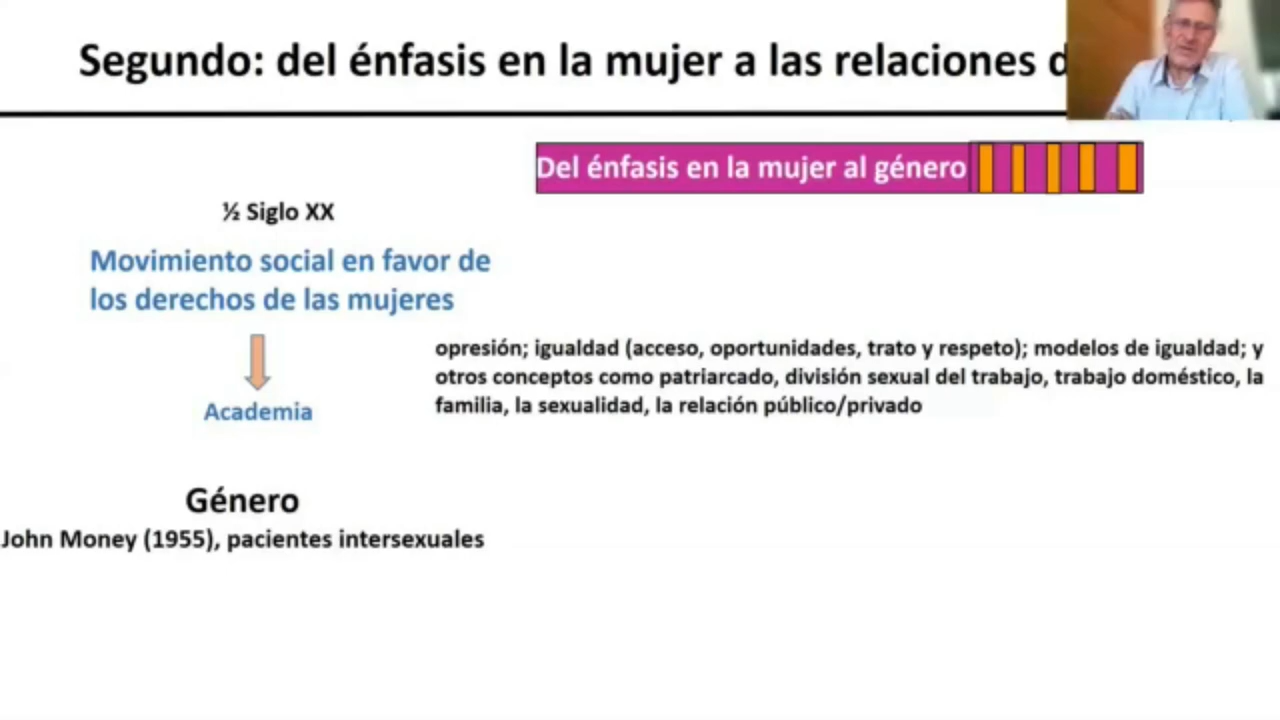 Segundo: del énfasis en la mujer a las relaciones
Del énfasis en la mujer al género
½ Siglo XX
Movimiento social en favor de
los derechos de las mujeres
opresión; igualdad (acceso, oportunidades, trato y respeto); modelos de igualdad; y
otros conceptos como patriarcado, división sexual del trabajo, trabajo doméstico, la
familia, la sexualidad, la relación público/privado
Academia
Género
John Money (1955), pacientes intersexuales